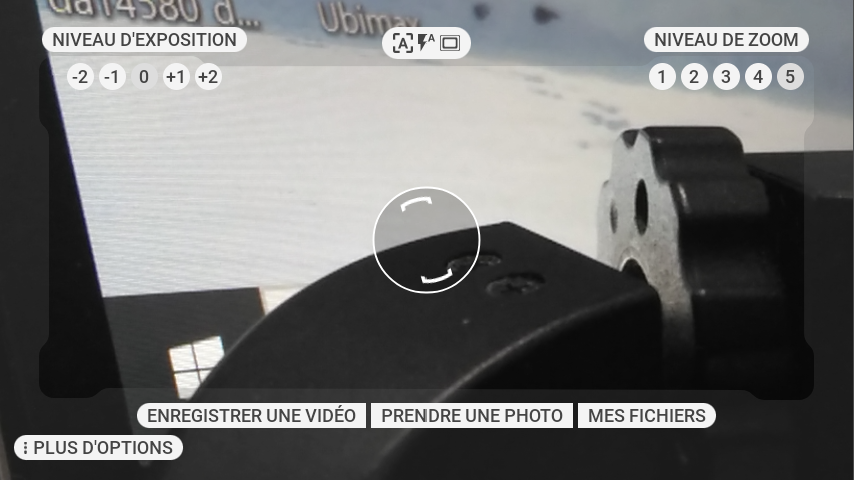 da14580 d...
Ubimax
NIVEAU D'EXPOSITION
A
A
NIVEAU DE ZOOM
-2 -1 0 +1 +2
1 2 3 4 5
ENREGISTRER UNE VIDÉO
PRENDRE UNE PHOTO
MES FICHIERS
PLUS D'OPTIONS